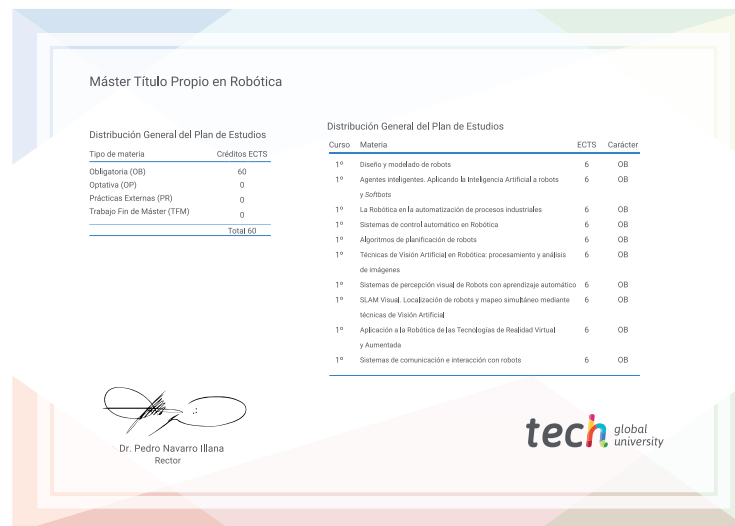 Máster Título Propio en Robótica
Distribución General del Plan de Estudios
Tipo de materia Créditos ECTS
Obligatoria (OB) 60
Optativa (OP) 0
Prácticas Externas (PR) 0
Trabajo Fin de Máster (TFM) 0
Total 60
Distribución General del Plan de Estudios
Curso Materia ECTS Carácter
1º Diseño y modelado de robots 6 OB
1º Agentes inteligentes. Aplicando la Inteligencia Artificial a robots 6 OB
y Softbots
1º La Robótica en la automatización de procesos industriales 6 OB
1º Sistemas de control automático en Robótica 6 OB
1º Algoritmos de planificación de robots 6 OB
1º Técnicas de Visión Artificial en Robótica: procesamiento y análisis 6 OB
de imágenes
1º Sistemas de percepción visual de Robots con aprendizaje automático 6 OB
1º SLAM Visual. Localización de robots y mapeo simultáneo mediante 6 OB
técnicas de Visión Artificial
1º Aplicación a la Robótica de las Tecnologías de Realidad Virtual 6 OB
y Aumentada
1º Sistemas de comunicación e interacción con robots 6 OB
Dr. Pedro Navarro Illana
Rector
tech global
university